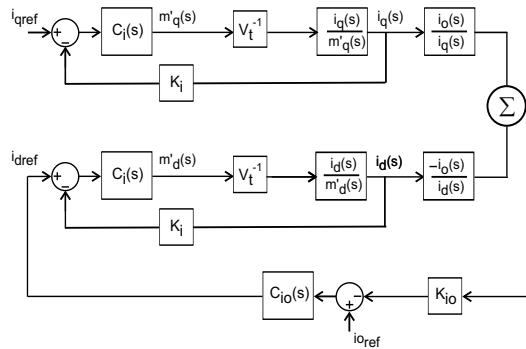 i_qref
+
−
C_i(s)
m'_q(s)
V_t^-1
i_q(s)
m'_q(s)
i_q(s)
i_o(s)
i_q(s)
K_i
Σ
i_dref
+
−
C_i(s)
m'_d(s)
V_t^-1
i_d(s)
m'_d(s)
i_d(s)
−i_o(s)
i_d(s)
K_i
C_io(s)
−
+
K_io
io_ref